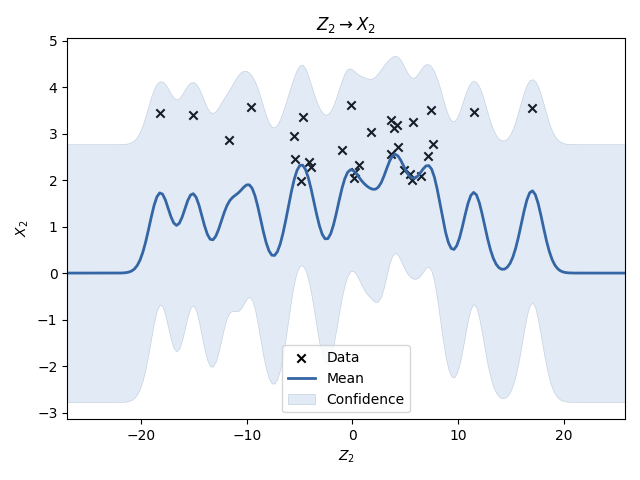 Z₂ → X₂
5
4
3
2
1
0
−1
−2
−3
X₂
Data
Mean
Confidence
−20
−10
0
10
20
Z₂